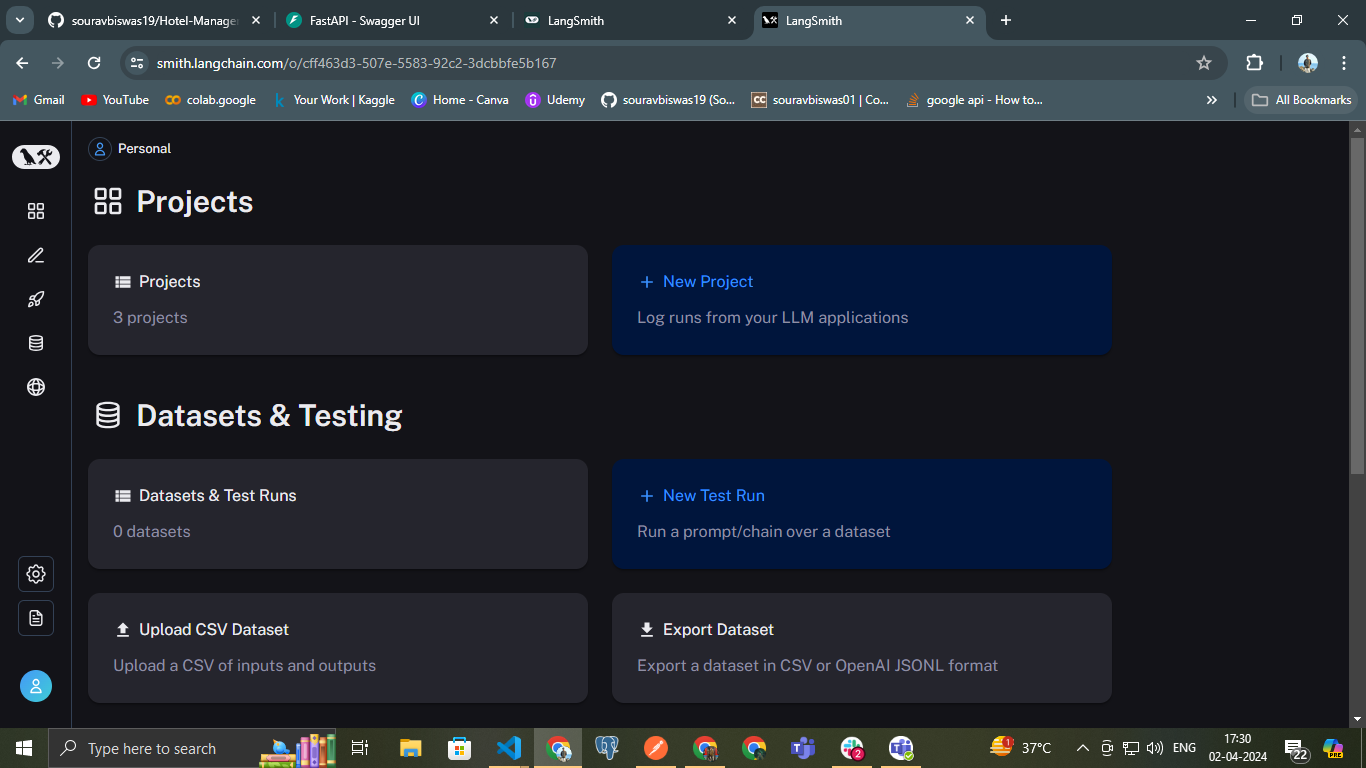 souravbiswas19/Hotel-Manager
FastAPI - Swagger UI
LangSmith
LangSmith
smith.langchain.com/o/cff463d3-507e-5583-92c2-3dcbbfe5b167
Gmail
YouTube
colab.google
Your Work | Kaggle
Home - Canva
Udemy
souravbiswas19 (So...
souravbiswas01 | Co...
google api - How to...
All Bookmarks
Personal
Projects
Projects
3 projects
New Project
Log runs from your LLM applications
Datasets & Testing
Datasets & Test Runs
0 datasets
New Test Run
Run a prompt/chain over a dataset
Upload CSV Dataset
Upload a CSV of inputs and outputs
Export Dataset
Export a dataset in CSV or OpenAI JSONL format
Type here to search
2
1
37°C
ENG
17:30
02-04-2024
22
PRE